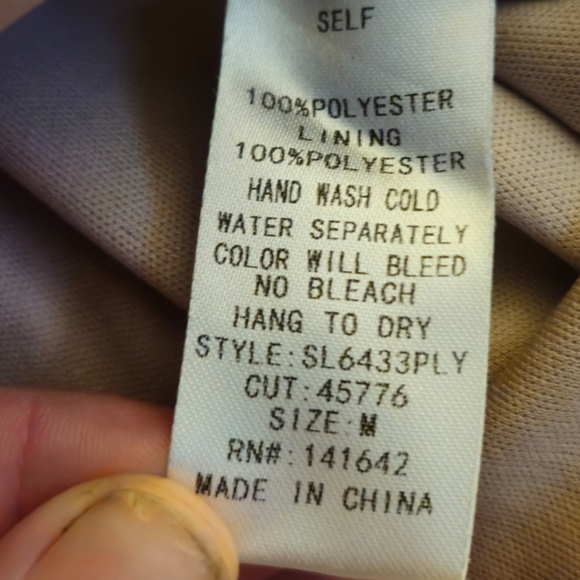 SELF
100%POLYESTER
LINING
100%POLYESTER
HAND WASH COLD
WATER SEPARATELY
COLOR WILL BLEED
NO BLEACH
HANG TO DRY
STYLE:SL6433PLY
CUT:45776
SIZE:M
RN#:141642
MADE IN CHINA